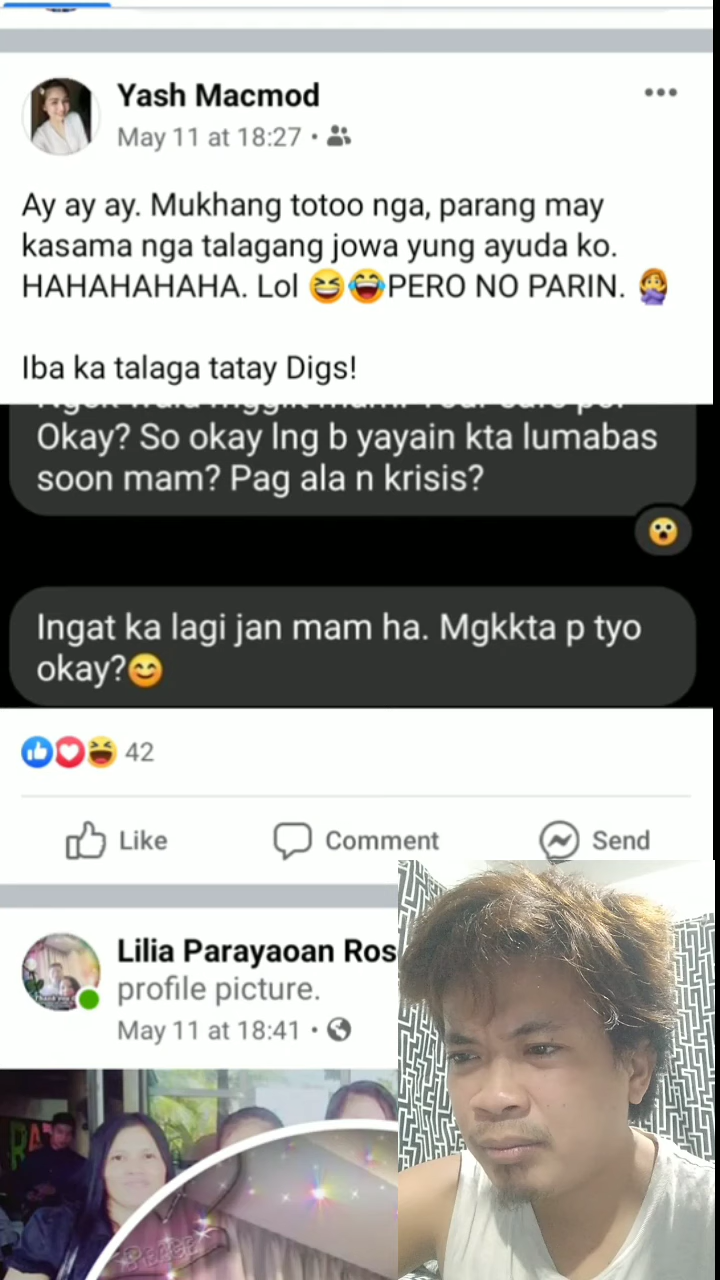 Yash Macmod
May 11 at 18:27 •
Ay ay ay. Mukhang totoo nga, parang may
kasama nga talagang jowa yung ayuda ko.
HAHAHAHAHA. Lol 😆😂PERO NO PARIN. 🙅‍♀️
Iba ka talaga tatay Digs!
Okay? So okay lng b yayain kta lumabas
soon mam? Pag ala n krisis?
Ingat ka lagi jan mam ha. Mgkkta p tyo
okay?😊
42
Like
Comment
Send
Lilia Parayaoan Ros
profile picture.
May 11 at 18:41 •
PEACE